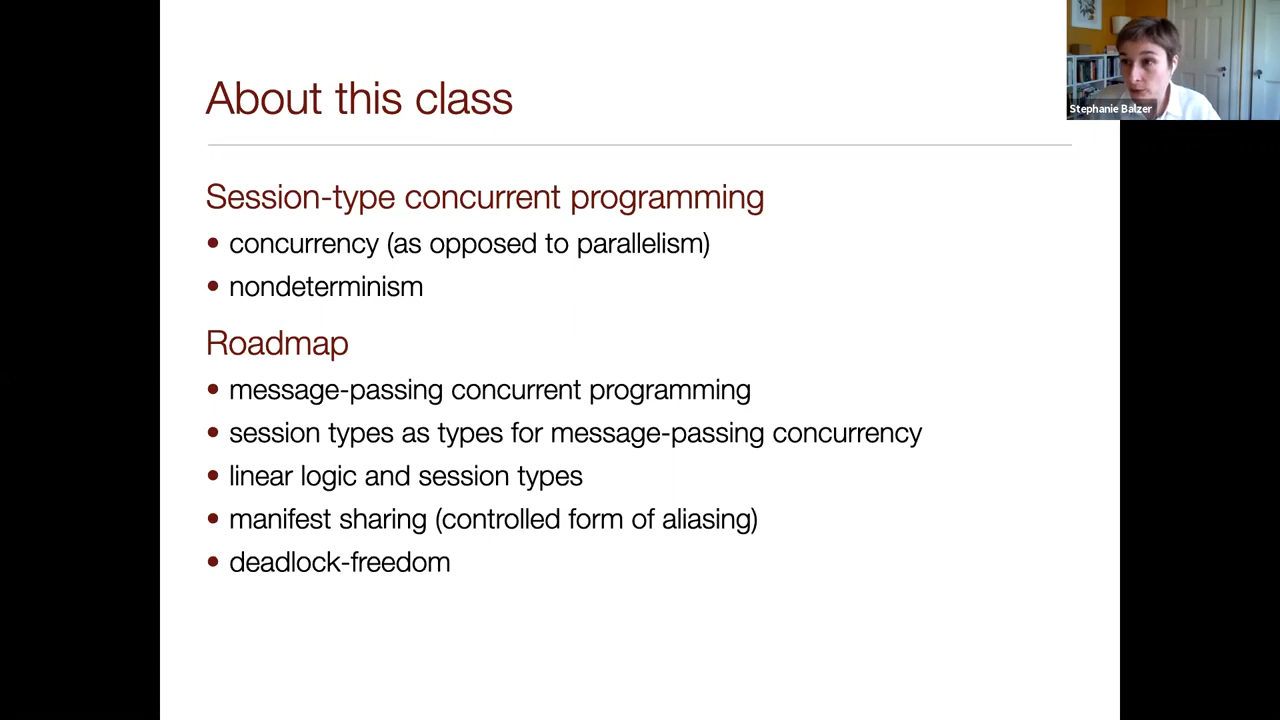 About this class
Stephanie Balzer
Session-type concurrent programming
• concurrency (as opposed to parallelism)
• nondeterminism
Roadmap
• message-passing concurrent programming
• session types as types for message-passing concurrency
• linear logic and session types
• manifest sharing (controlled form of aliasing)
• deadlock-freedom